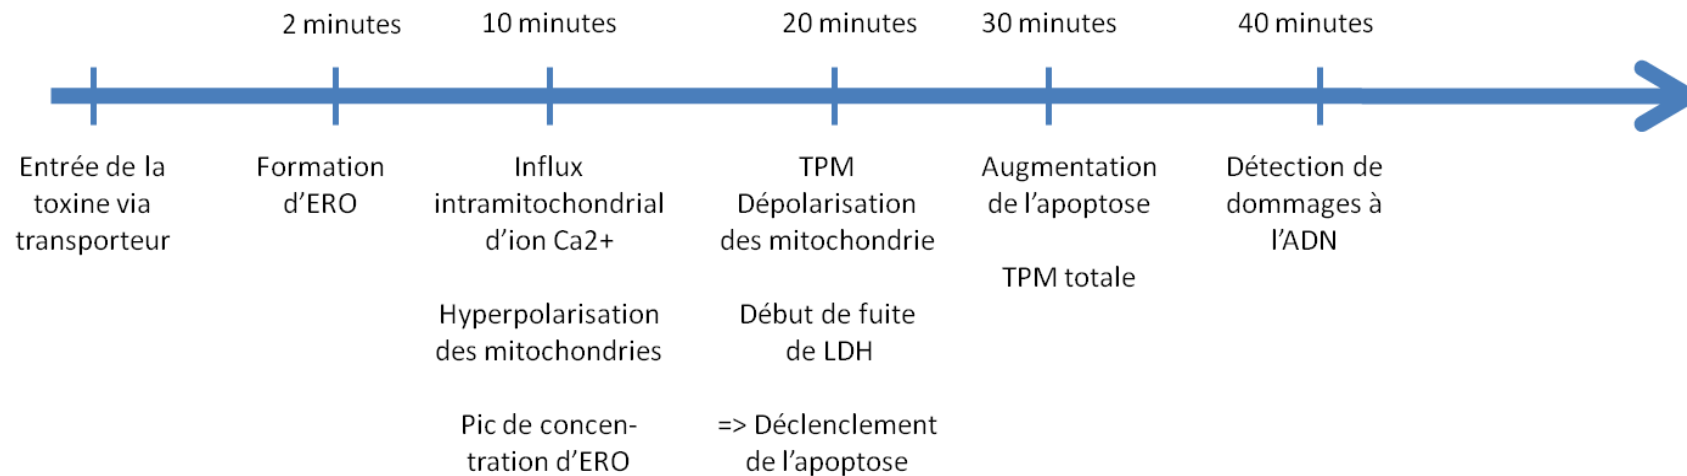 2 minutes
10 minutes
20 minutes
30 minutes
40 minutes
Entrée de la
toxine via
transporteur
Formation
d'ERO
Influx
intramitochondrial
d'ion Ca2+
Hyperpolarisation
des mitochondries
Pic de concen-
tration d'ERO
TPM
Dépolarisation
des mitochondrie
Début de fuite
de LDH
=> Déclenclement
de l'apoptose
Augmentation
de l'apoptose
TPM totale
Détection de
dommages à
l'ADN